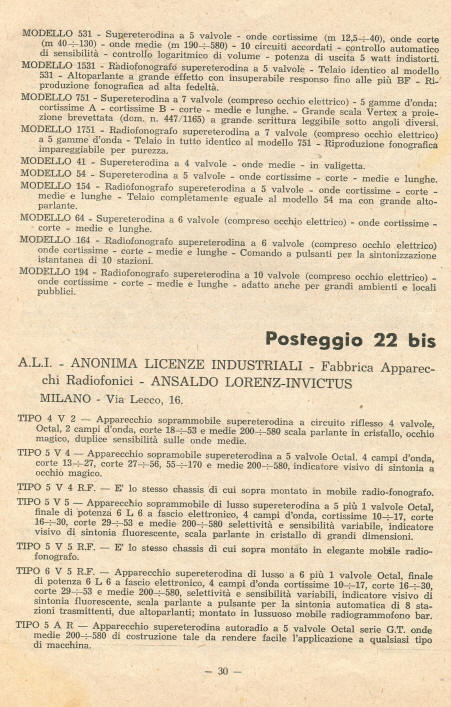 MODELLO 531 - Supereterodina a 5 valvole - onde cortissime (m 12,5-÷-40), onde corte
(m 40-÷-130) - onde medie (m 190-÷-580) - 10 circuiti accordati - controllo automatico
di sensibilità - controllo logaritmico di volume - potenza di uscita 5 watt indistorti.
MODELLO 1531 - Radiofonografo supereterodina a 5 valvole - Telaio identico al modello
531 - Altoparlante a grande effetto con insuperabile responso fino alle più BF - Ri-
produzione fonografica ad alta fedeltà.
MODELLO 751 - Supereterodina a 7 valvole (compreso occhio elettrico) - 5 gamme d'onda:
cortissime A - cortissime B - corte - medie e lunghe. - Grande scala Vertex a proie-
zione brevettata (dom. n. 447/1165) a grande scrittura leggibile sotto angoli diversi.
MODELLO 1751 - Radiofonografo supereterodina a 7 valvole (compreso occhio elettrico)
a 5 gamme d'onda - Telaio in tutto identico al modello 751 - Riproduzione fonografica
impareggiabile per purezza.
MODELLO 41 - Supereterodina a 4 valvole - onde medie - in valigetta.
MODELLO 54 - Supereterodina a 5 valvole - onde cortissime - corte - medie e lunghe.
MODELLO 154 - Radiofonografo supereterodina a 5 valvole - onde cortissime - corte -
medie e lunghe - Telaio completamente eguale al modello 54 ma con grande alto-
parlante.
MODELLO 64 - Supereterodina a 6 valvole (compreso occhio elettrico) - onde cortissime -
corte - medie e lunghe.
MODELLO 164 - Radiofonografo supereterodina a 6 valvole (compreso occhio elettrico)
onde cortissime - corte - medie e lunghe - Comando a pulsanti per la sintonizzazione
istantanea di 10 stazioni.
MODELLO 194 - Radiofonografo supereterodina a 10 valvole (compreso occhio elettrico) -
onde cortissime - corte - medie e lunghe - adatto anche per grandi ambienti e locali
pubblici.
Posteggio 22 bis
A.L.I. - ANONIMA LICENZE INDUSTRIALI - Fabbrica Apparec-
chi Radiofonici - ANSALDO LORENZ-INVICTUS
MILANO - Via Lecco, 16.
TIPO 4 V 2 — Apparecchio soprammobile supereterodina a circuito riflesso 4 valvole,
Octal, 2 campi d'onda, corte 18-÷-53 e medie 200-÷-580 scala parlante in cristallo, occhio
magico, duplice sensibilità sulle onde medie.
TIPO 5 V 4 — Apparecchio sopramobile supereterodina a 5 valvole Octal, 4 campi d'onda,
corte 13-÷-27, corte 27-÷-56, 55-÷-170 e medie 200-÷-580, indicatore visivo di sintonia a
occhio magico.
TIPO 5 V 4 R.F. — E' lo stesso chassis di cui sopra montato in mobile radio-fonografo.
TIPO 5 V 5 — Apparecchio soprammobile di lusso supereterodina a 5 più 1 valvole Octal,
finale di potenza 6 L 6 a fascio elettronico, 4 campi d'onda, cortissime 10-÷-17, corte
16-÷-30, corte 29-÷-53 e medie 200-÷-580 selettività e sensibilità variabile, indicatore
visivo di sintonia fluorescente, scala parlante in cristallo di grandi dimensioni.
TIPO 5 V 5 R.F. — E' lo stesso chassis di cui sopra montato in elegante mobile radio-
fonografo.
TIPO 6 V 5 R.F. — Apparecchio supereterodina di lusso a 6 più 1 valvole Octal, finale
di potenza 6 L 6 a fascio elettronico, 4 campi d'onda cortissime 10-÷-17, corte 16-÷-30,
corte 29-÷-53 e medie 200-÷-580, selettività e sensibilità variabili, indicatore visivo di
sintonia fluorescente, scala parlante a pulsante per la sintonia automatica di 8 sta-
zioni trasmittenti, due altoparlanti; montato in lussuoso mobile radiogrammofono bar.
TIPO 5 A R — Apparecchio supereterodina autoradio a 5 valvole Octal serie G.T. onde
medie 200-÷-580 di costruzione tale da rendere facile l'applicazione a qualsiasi tipo
di macchina.
— 30 —